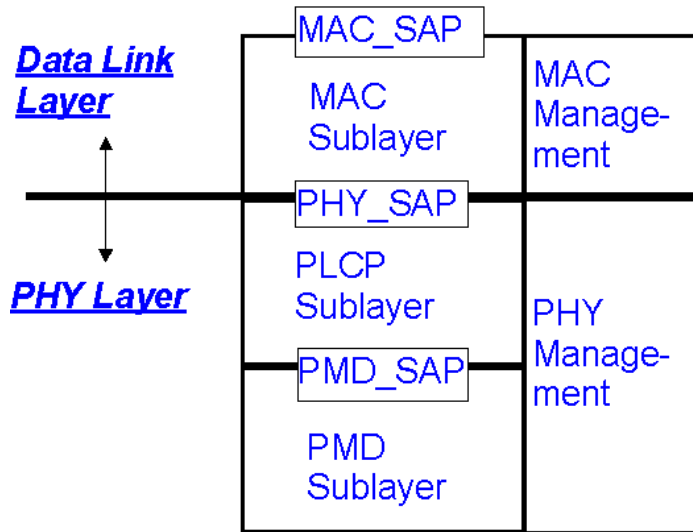 Data Link
Layer
MAC_SAP
MAC
Sublayer
MAC
Manage-
ment
PHY_SAP
PHY Layer
PLCP
Sublayer
PHY
Manage-
ment
PMD_SAP
PMD
Sublayer